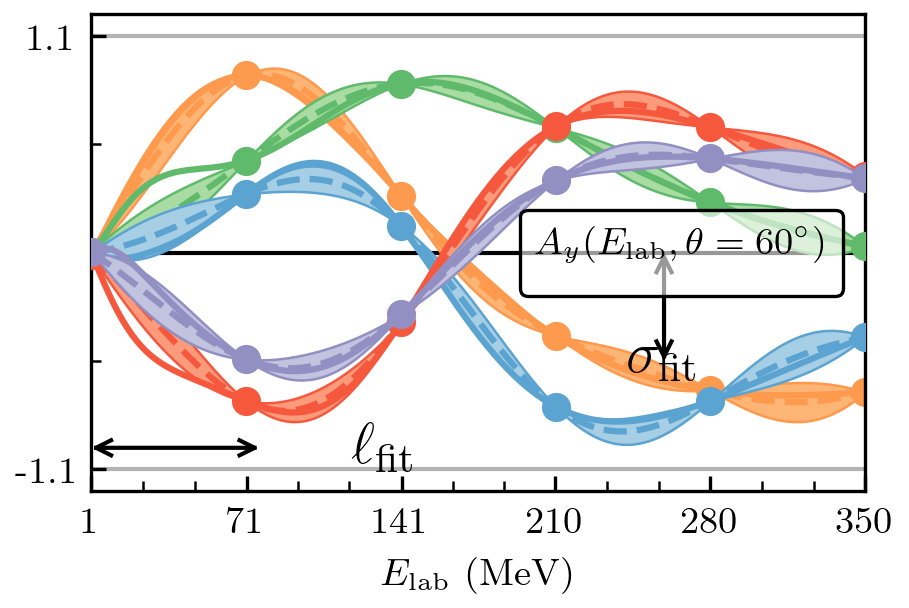 1.1
A_y(E_lab, θ = 60°)
σ_fit
ℓ_fit
-1.1
1 71 141 210 280 350
E_lab (MeV)